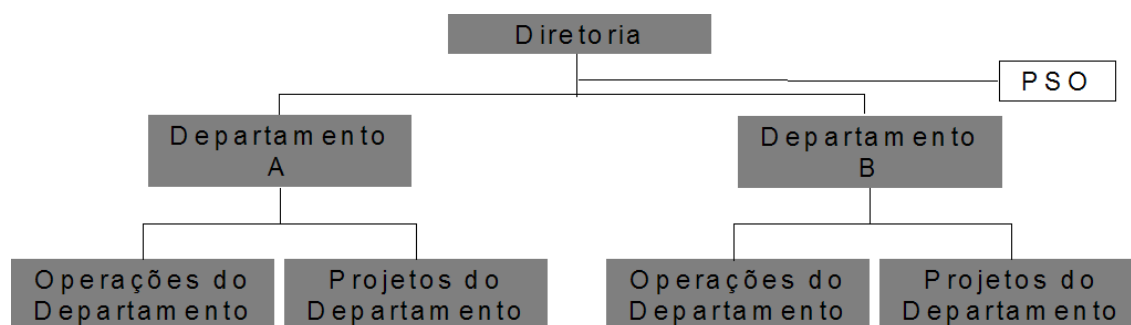 Diretoria
PSO
Departamento
A
Departamento
B
Operações do
Departamento
Projetos do
Departamento
Operações do
Departamento
Projetos do
Departamento